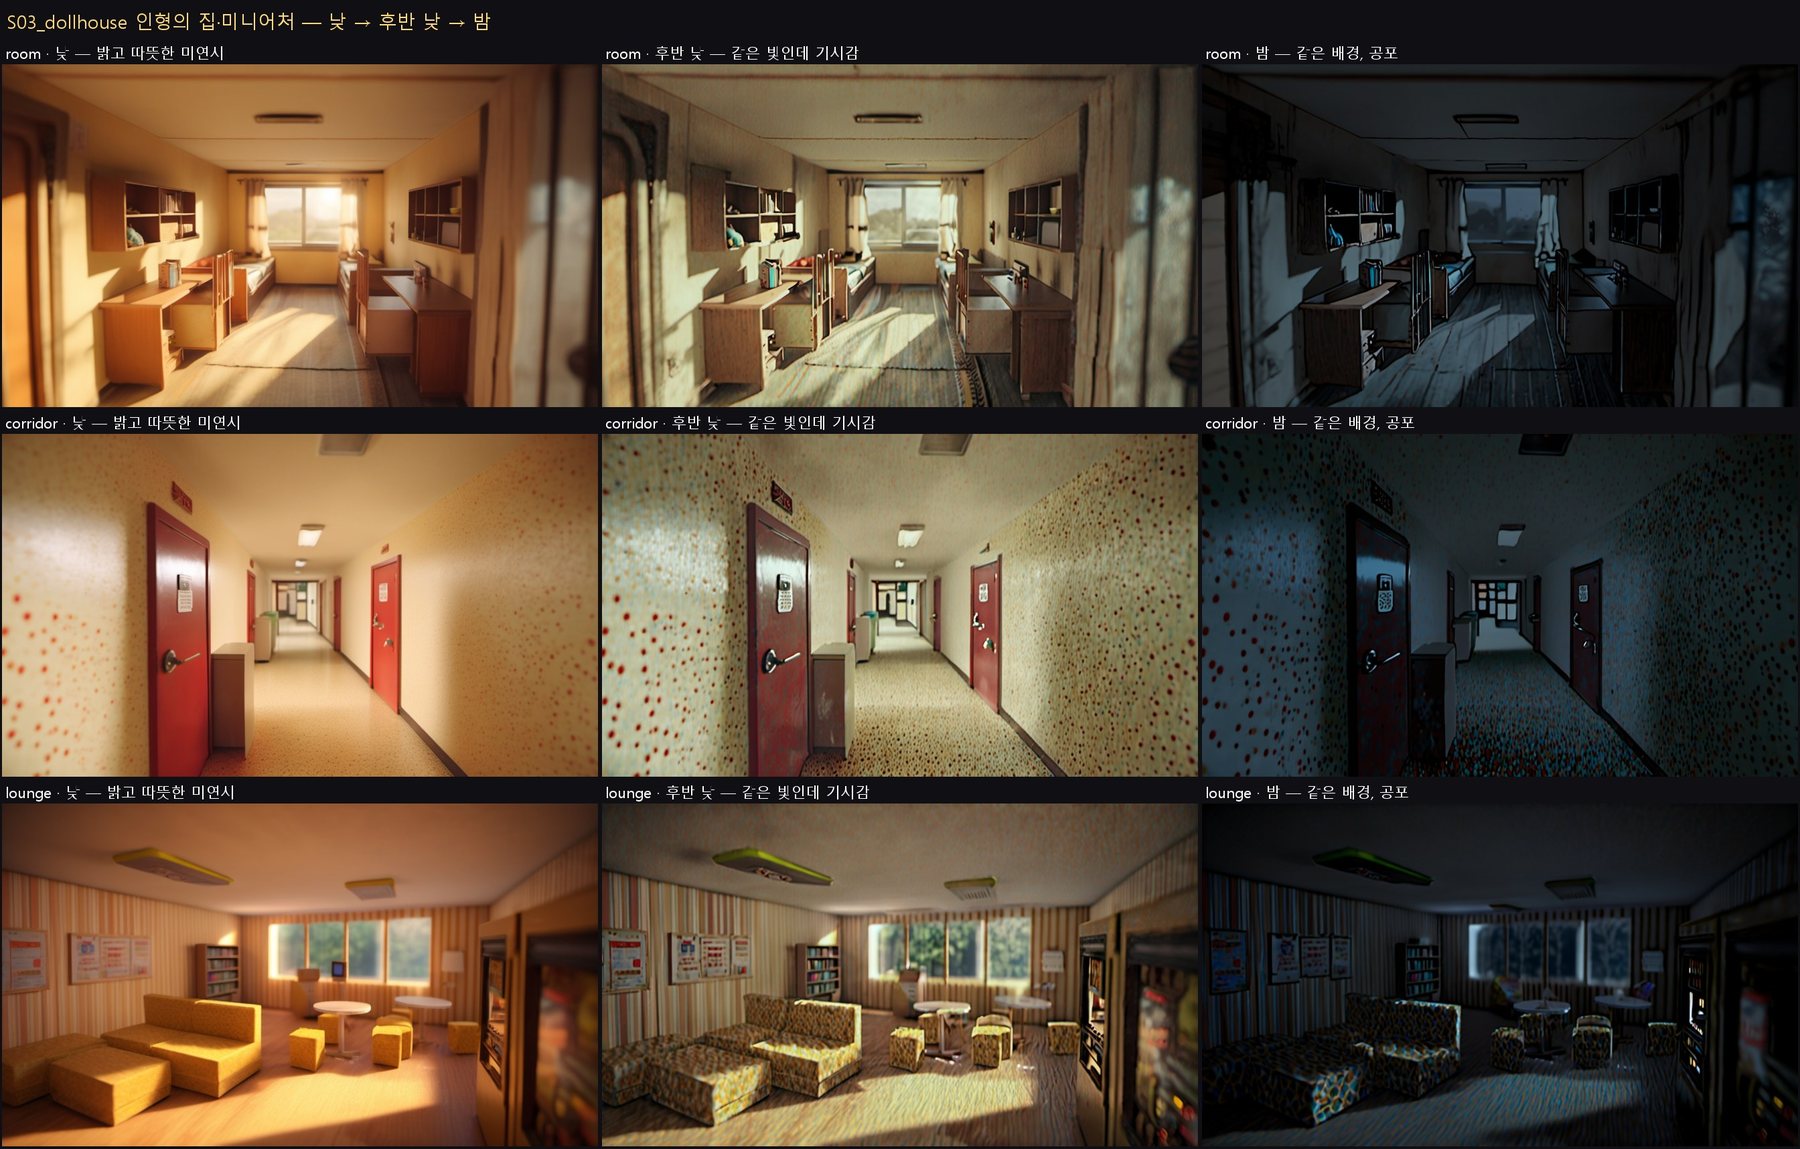 S03_dollhouse 인형의 집·미니어처 — 낮 → 후반 낮 → 밤
room · 낮 — 밝고 따뜻한 미연시
room · 후반 낮 — 같은 빛인데 기시감
room · 밤 — 같은 배경, 공포
corridor · 낮 — 밝고 따뜻한 미연시
corridor · 후반 낮 — 같은 빛인데 기시감
corridor · 밤 — 같은 배경, 공포
lounge · 낮 — 밝고 따뜻한 미연시
lounge · 후반 낮 — 같은 빛인데 기시감
lounge · 밤 — 같은 배경, 공포